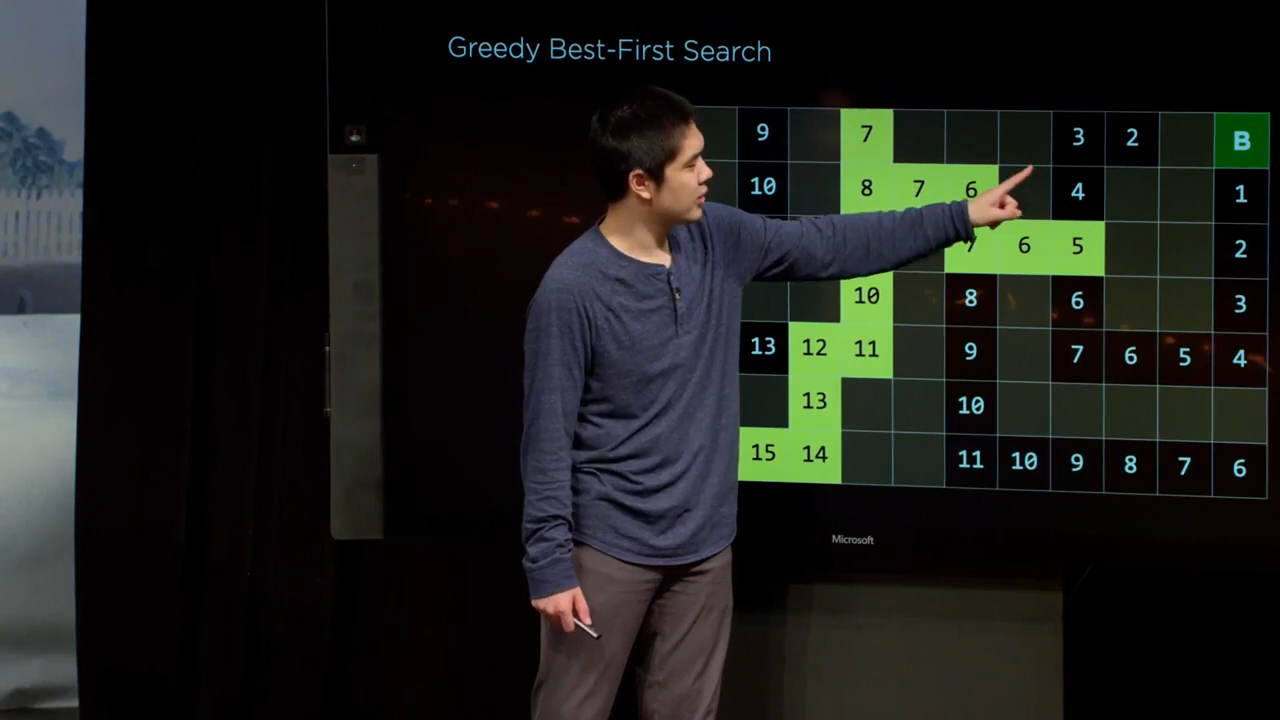 Greedy Best-First Search
9 7 3 2 B
10 8 7 6 4 1
7 6 5 2
10 8 6 3
13 12 11 9 7 6 5 4
13 10
15 14 11 10 9 8 7 6
Microsoft